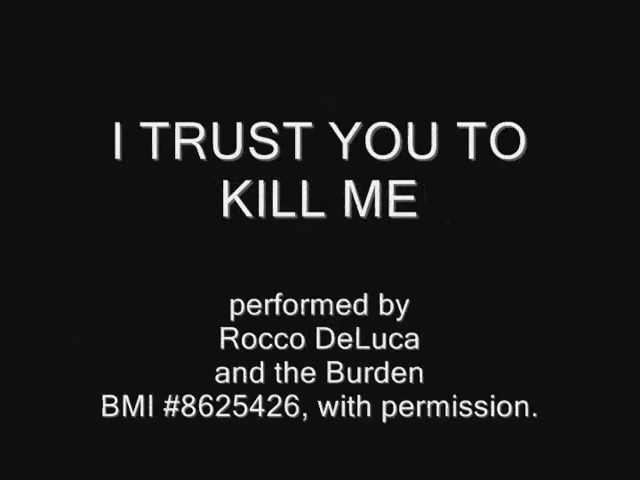 I TRUST YOU TO
KILL ME
performed by
Rocco DeLuca
and the Burden
BMI #8625426, with permission.